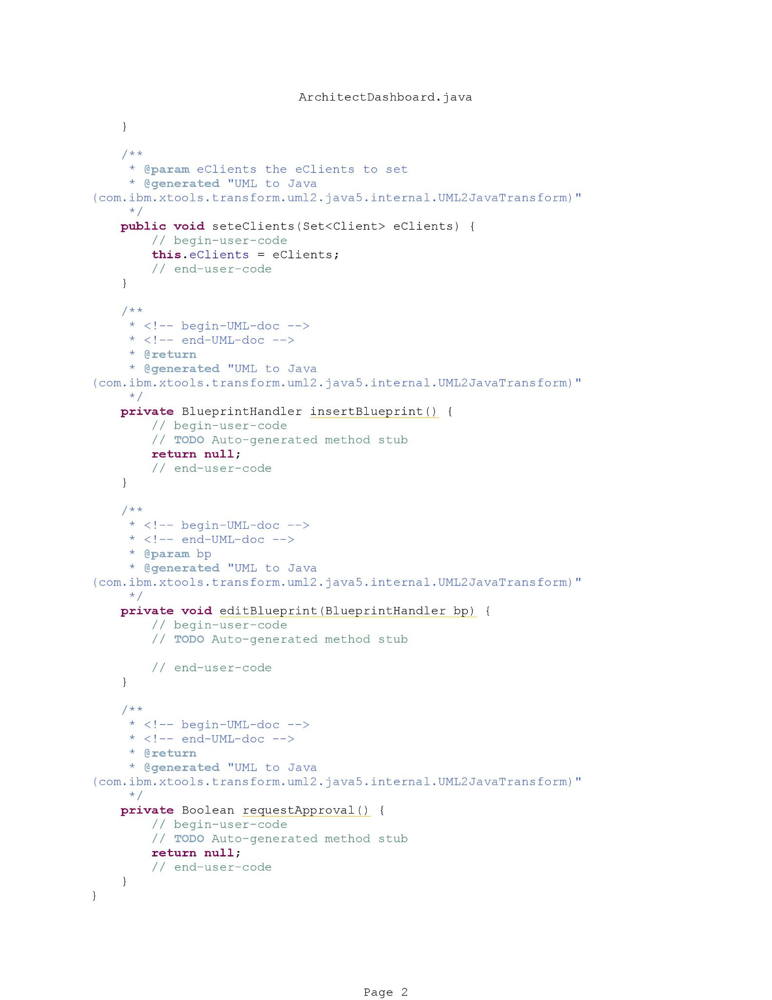 ArchitectDashboard.java
    }

    /**
     * @param eClients the eClients to set
     * @generated "UML to Java
(com.ibm.xtools.transform.uml2.java5.internal.UML2JavaTransform)"
     */
    public void seteClients(Set<Client> eClients) {
        // begin-user-code
        this.eClients = eClients;
        // end-user-code
    }

    /**
     * <!-- begin-UML-doc -->
     * <!-- end-UML-doc -->
     * @return
     * @generated "UML to Java
(com.ibm.xtools.transform.uml2.java5.internal.UML2JavaTransform)"
     */
    private BlueprintHandler insertBlueprint() {
        // begin-user-code
        // TODO Auto-generated method stub
        return null;
        // end-user-code
    }

    /**
     * <!-- begin-UML-doc -->
     * <!-- end-UML-doc -->
     * @param bp
     * @generated "UML to Java
(com.ibm.xtools.transform.uml2.java5.internal.UML2JavaTransform)"
     */
    private void editBlueprint(BlueprintHandler bp) {
        // begin-user-code
        // TODO Auto-generated method stub

        // end-user-code
    }

    /**
     * <!-- begin-UML-doc -->
     * <!-- end-UML-doc -->
     * @return
     * @generated "UML to Java
(com.ibm.xtools.transform.uml2.java5.internal.UML2JavaTransform)"
     */
    private Boolean requestApproval() {
        // begin-user-code
        // TODO Auto-generated method stub
        return null;
        // end-user-code
    }
}
Page 2